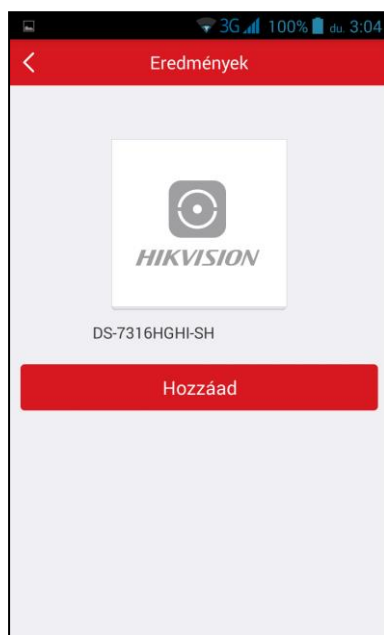 3G 100% du. 3:04
Eredmények
HIKVISION
DS-7316HGHI-SH
Hozzáad